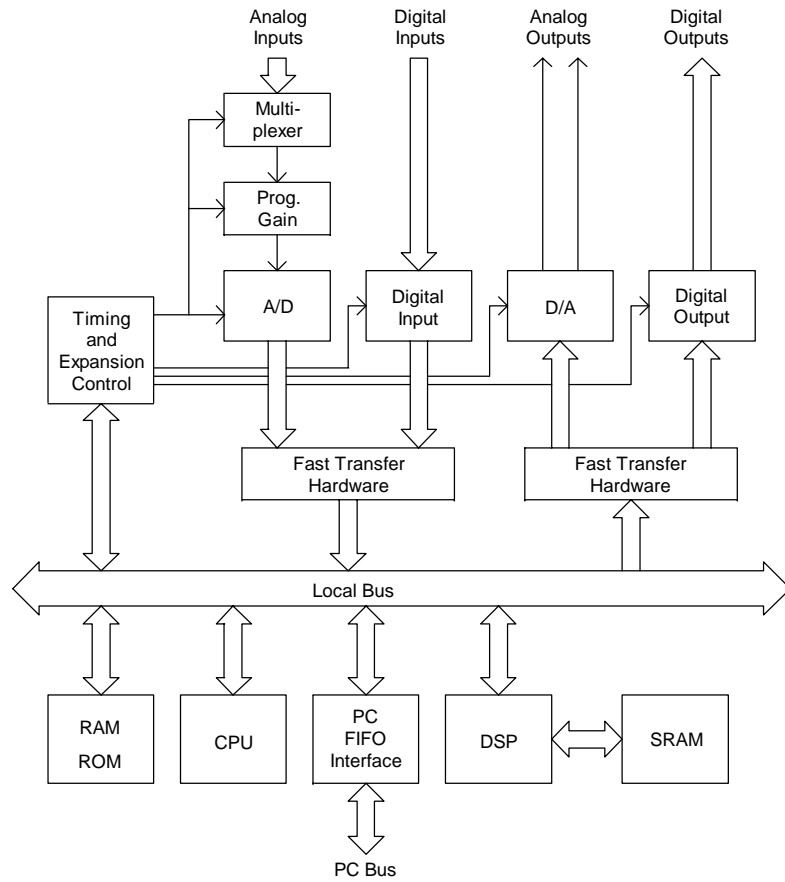 Analog
Inputs
Digital
Inputs
Analog
Outputs
Digital
Outputs
Multi-
plexer
Prog.
Gain
A/D
Digital
Input
D/A
Digital
Output
Timing
and
Expansion
Control
Fast Transfer
Hardware
Fast Transfer
Hardware
Local Bus
RAM
ROM
CPU
PC
FIFO
Interface
DSP
SRAM
PC Bus